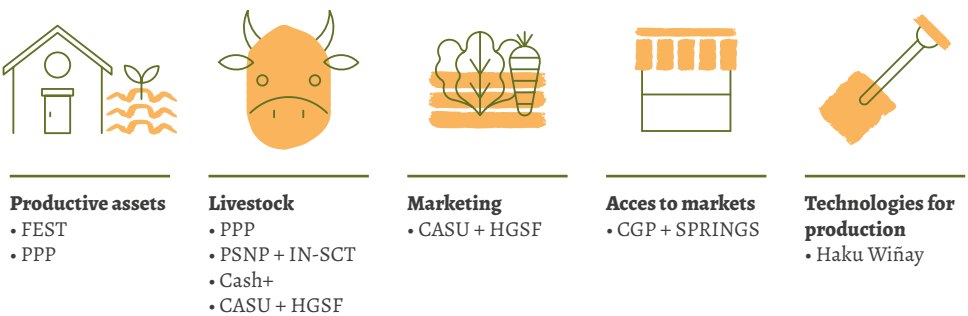 Productive assets
• FEST
• PPP
Livestock
• PPP
• PSNP + IN-SCT
• Cash+
• CASU + HGSF
Marketing
• CASU + HGSF
Acces to markets
• CGP + SPRINGS
Technologies for
production
• Haku Wiñay